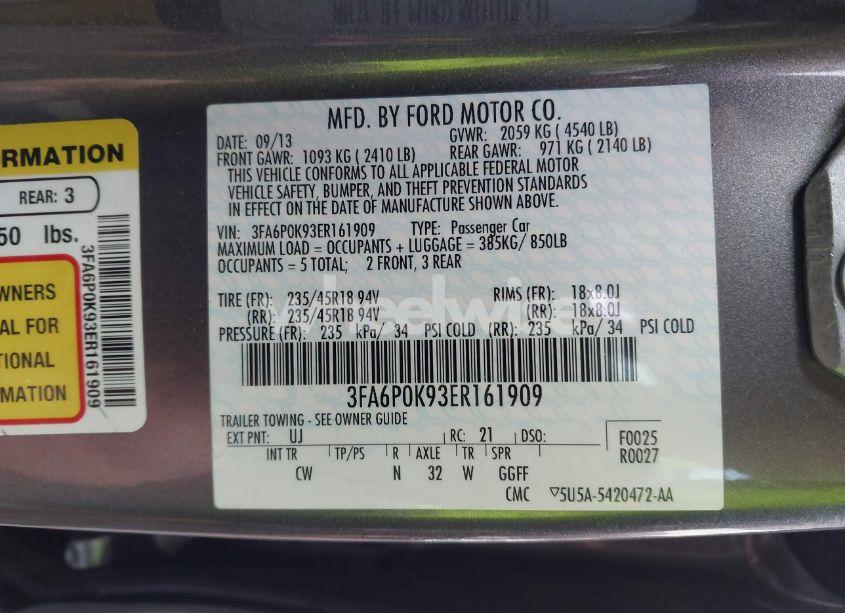 ORMATION
REAR: 3
50 lbs.
OWNERS
AL FOR
TIONAL
RMATION
3FA6P0K93ER161909
MFD. BY FORD MOTOR CO.
DATE: 09/13 GVWR: 2059 KG ( 4540 LB)
FRONT GAWR: 1093 KG ( 2410 LB) REAR GAWR: 971 KG ( 2140 LB)
THIS VEHICLE CONFORMS TO ALL APPLICABLE FEDERAL MOTOR
VEHICLE SAFETY, BUMPER, AND THEFT PREVENTION STANDARDS
IN EFFECT ON THE DATE OF MANUFACTURE SHOWN ABOVE.
VIN: 3FA6P0K93ER161909 TYPE: Passenger Car
MAXIMUM LOAD = OCCUPANTS + LUGGAGE = 385KG/ 850LB
OCCUPANTS = 5 TOTAL; 2 FRONT, 3 REAR
TIRE (FR): 235/45R18 94V RIMS (FR): 18x8.0J
(RR): 235/45R18 94V (RR): 18x8.0J
PRESSURE (FR): 235 kPa/ 34 PSI COLD (RR): 235 kPa/ 34 PSI COLD
3FA6P0K93ER161909
TRAILER TOWING - SEE OWNER GUIDE
EXT PNT: UJ RC: 21 DSO: F0025
R0027
INT TR TP/PS R AXLE TR SPR
CW N 32 W GGFF
CMC ▽5U5A-5420472-AA